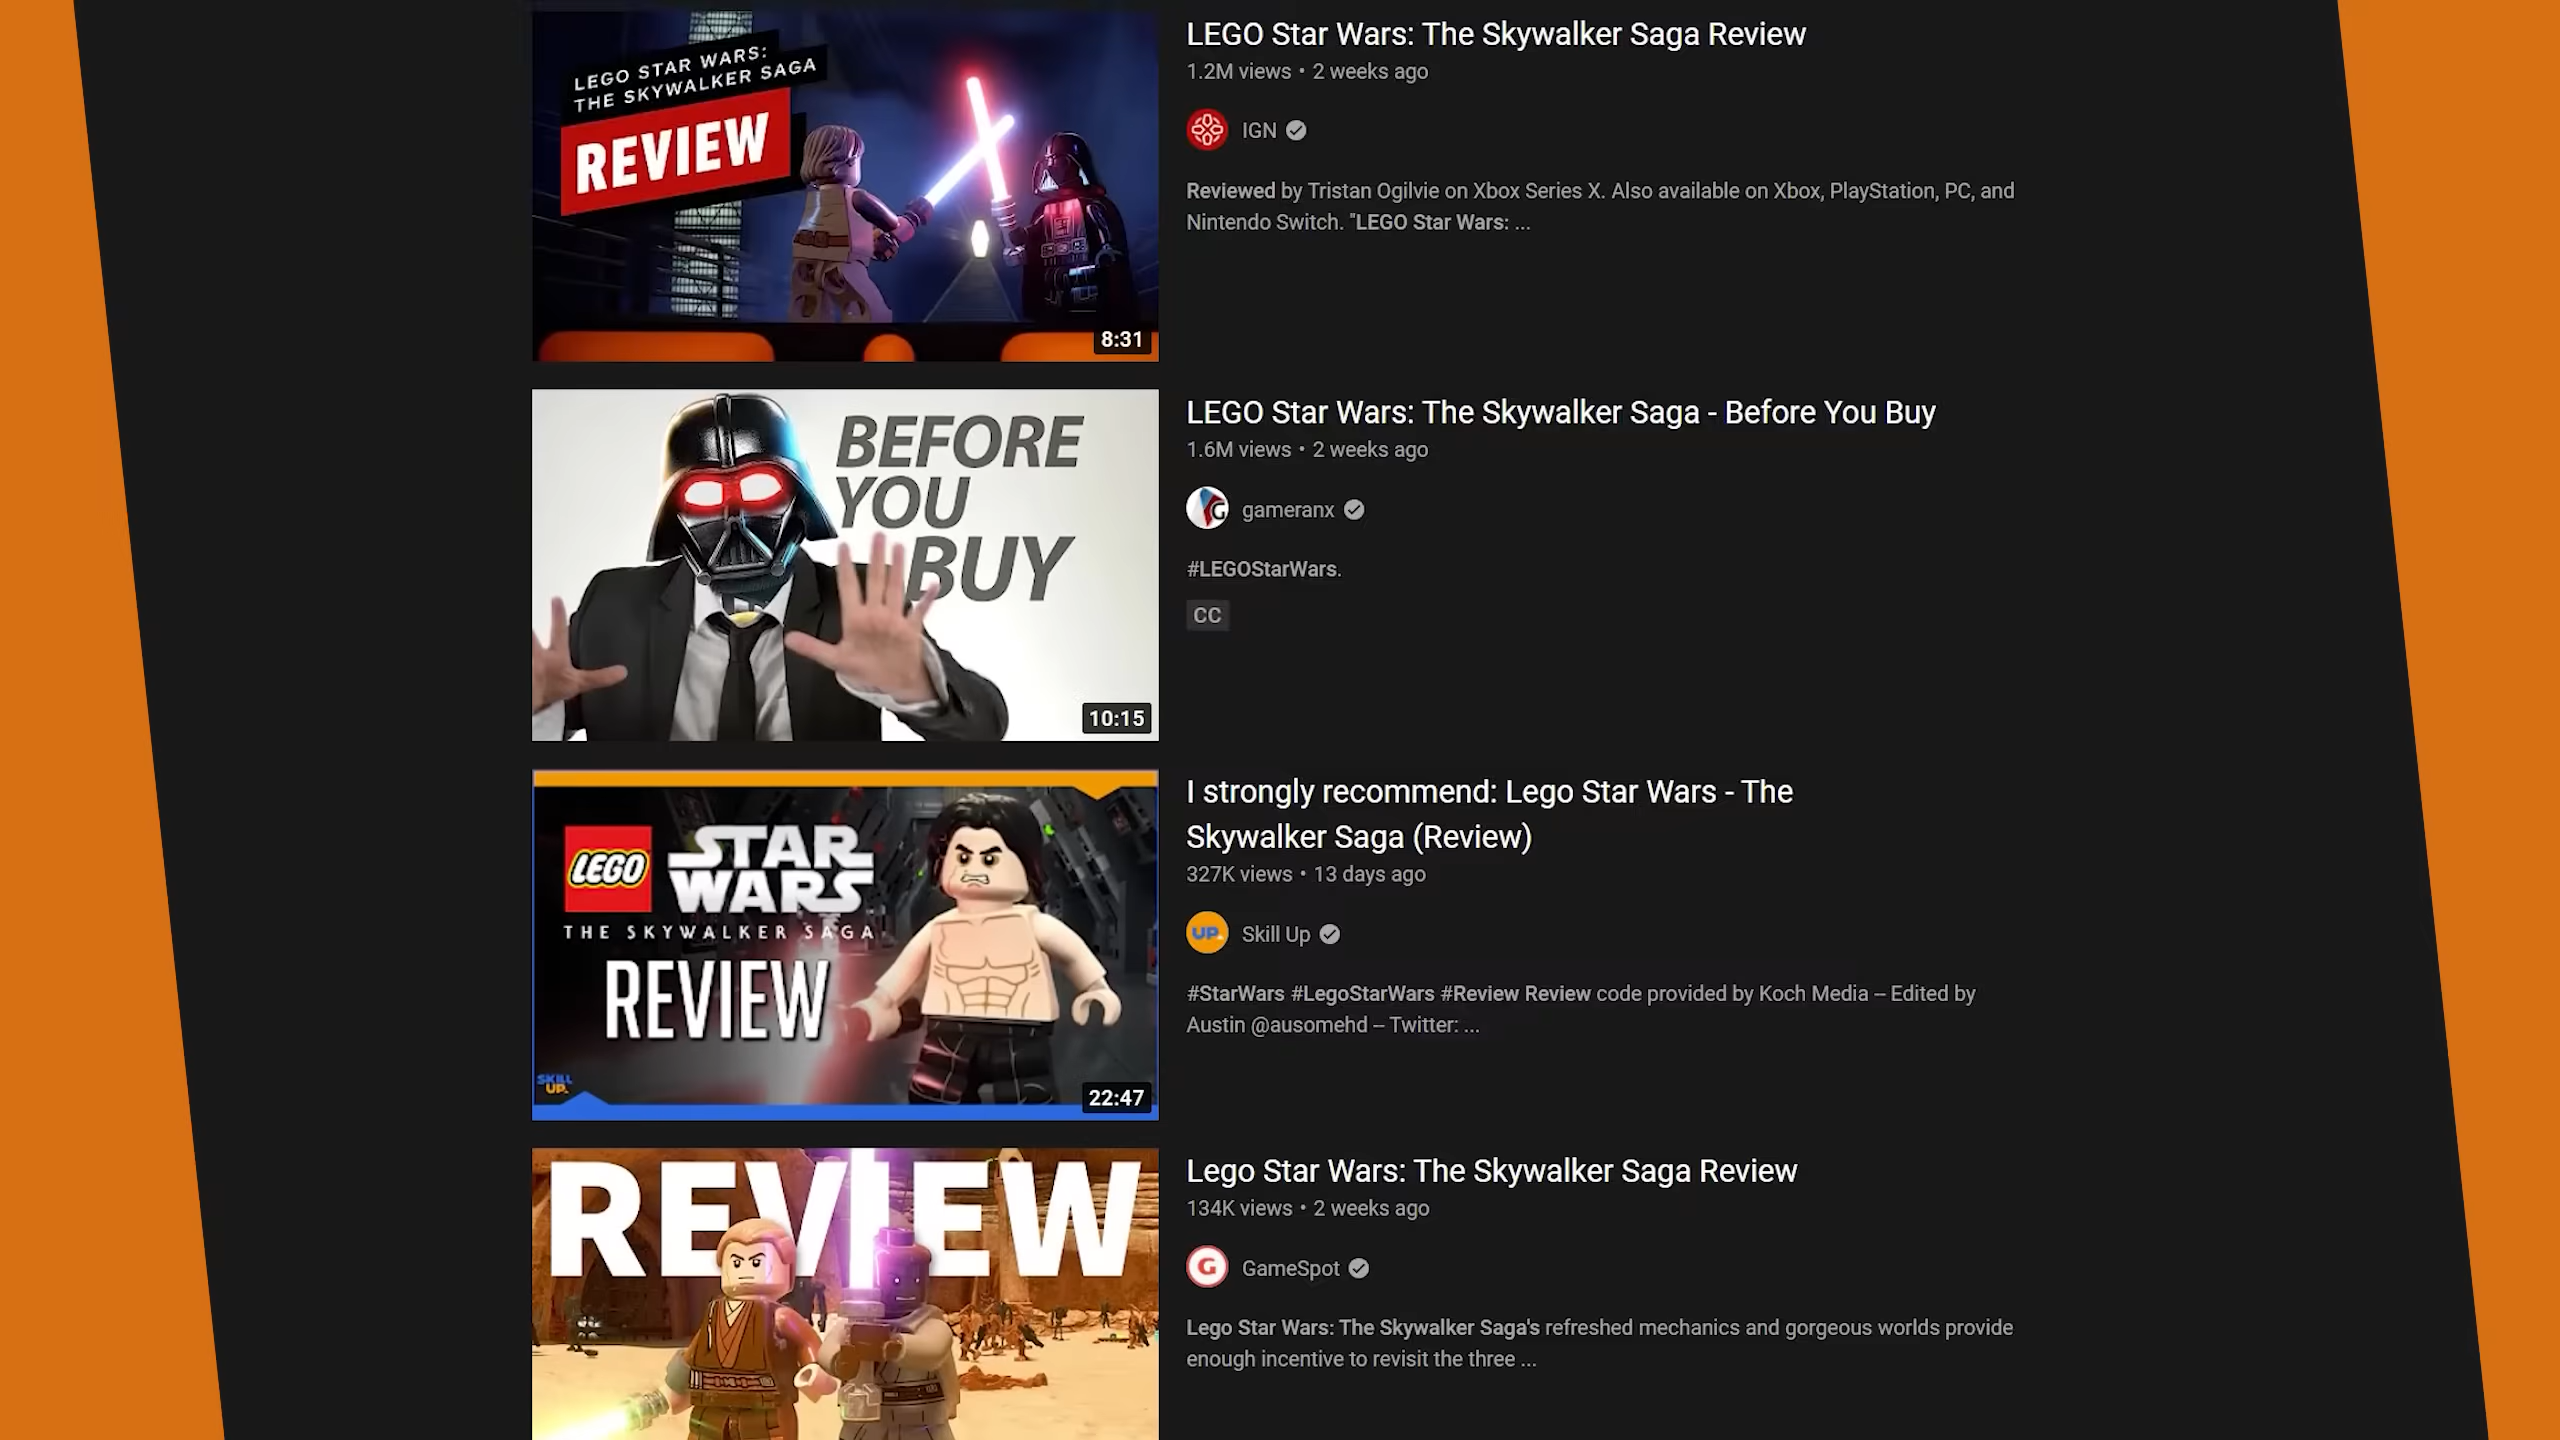 LEGO STAR WARS:
THE SKYWALKER SAGA
REVIEW
8:31
LEGO Star Wars: The Skywalker Saga Review
1.2M views • 2 weeks ago
IGN
Reviewed by Tristan Ogilvie on Xbox Series X. Also available on Xbox, PlayStation, PC, and
Nintendo Switch. "LEGO Star Wars: ...
BEFORE
YOU
BUY
10:15
LEGO Star Wars: The Skywalker Saga - Before You Buy
1.6M views • 2 weeks ago
gameranx
#LEGOStarWars.
CC
LEGO
STAR
WARS
THE SKYWALKER SAGA
REVIEW
SKILL
UP.
22:47
I strongly recommend: Lego Star Wars - The
Skywalker Saga (Review)
327K views • 13 days ago
UP.
Skill Up
#StarWars #LegoStarWars #Review Review code provided by Koch Media – Edited by
Austin @ausomehd – Twitter: ...
REVIEW
Lego Star Wars: The Skywalker Saga Review
134K views • 2 weeks ago
G
GameSpot
Lego Star Wars: The Skywalker Saga's refreshed mechanics and gorgeous worlds provide
enough incentive to revisit the three ...